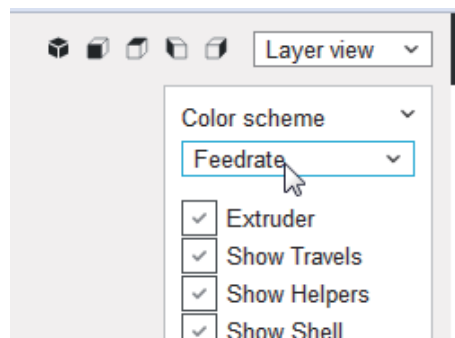 Layer view
Color scheme
Feedrate
Extruder
Show Travels
Show Helpers
Show Shell